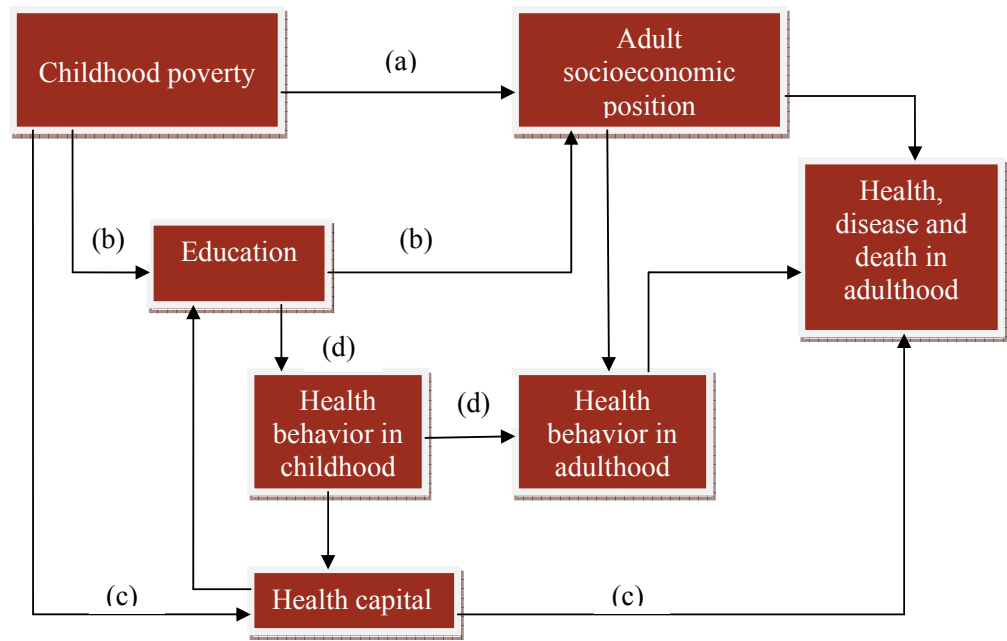 Childhood poverty
(a)
Adult
socioeconomic
position
Health,
disease and
death in
adulthood
(b)
Education
(b)
(d)
Health
behavior in
childhood
(d)
Health
behavior in
adulthood
(c)
Health capital
(c)